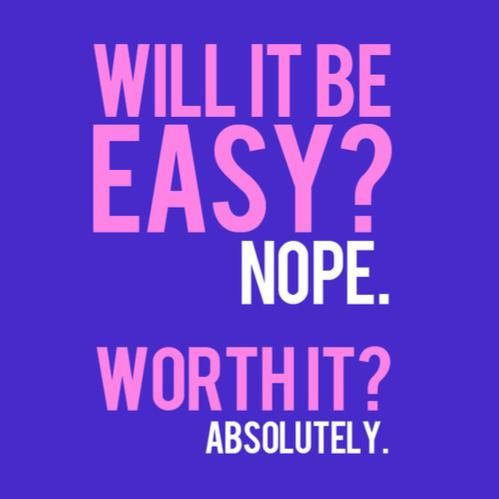 WILL IT BE
EASY?
NOPE.
WORTH IT?
ABSOLUTELY.